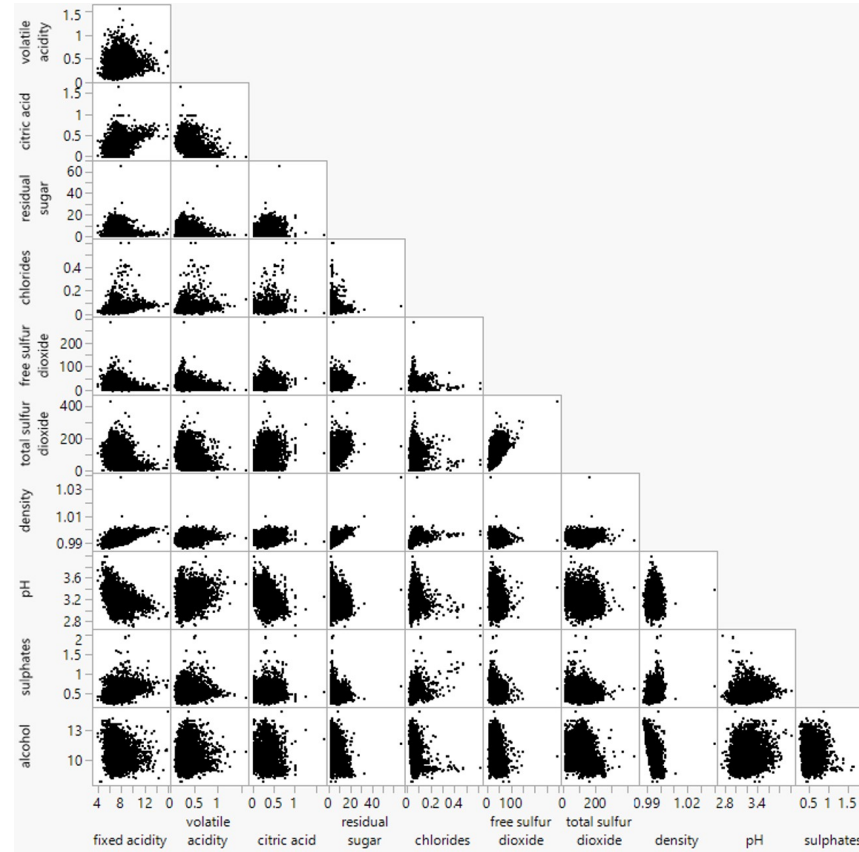 volatile
acidity
1.5
1
0.5
0
citric acid
1.5
1
0.5
0
residual
sugar
60
40
20
0
chlorides
0.4
0.2
0
free sulfur
dioxide
200
100
0
total sulfur
dioxide
400
200
0
density
1.03
1.01
0.99
pH
3.6
3.2
2.8
sulphates
2
1.5
1
0.5
alcohol
13
10
4 8 12 0 0.5 1 0 0.5 1 0 20 40 0 0.2 0.4 0 100 0 200 0.99 1.02 2.8 3.4 0.5 1 1.5
fixed acidity
volatile
acidity
citric acid
residual
sugar
chlorides
free sulfur
dioxide
total sulfur
dioxide
density
pH
sulphates